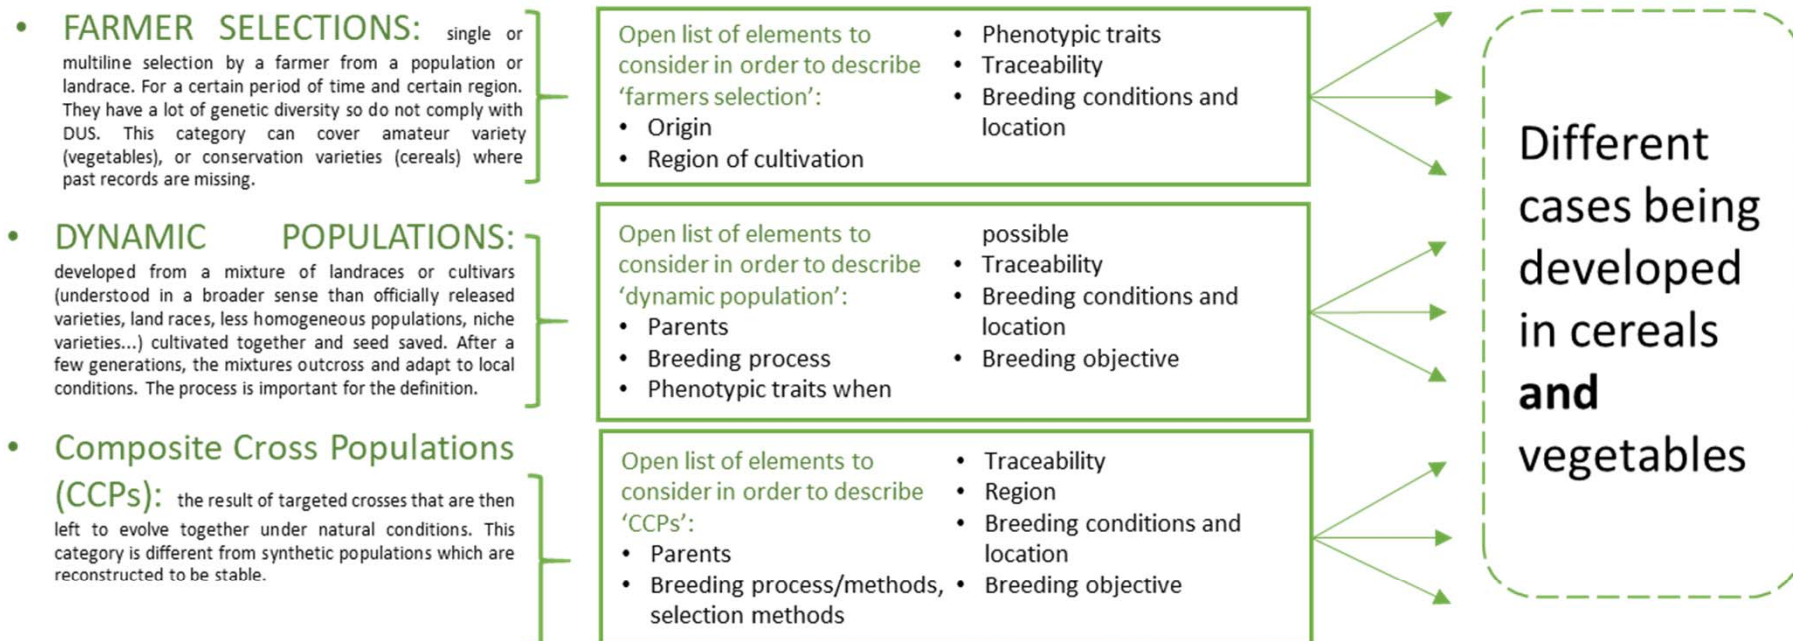 • FARMER SELECTIONS: single or
multiline selection by a farmer from a population or
landrace. For a certain period of time and certain region.
They have a lot of genetic diversity so do not comply with
DUS. This category can cover amateur variety
(vegetables), or conservation varieties (cereals) where
past records are missing.
Open list of elements to
consider in order to describe
‘farmers selection’:
• Origin
• Region of cultivation
• Phenotypic traits
• Traceability
• Breeding conditions and
location
• DYNAMIC POPULATIONS:
developed from a mixture of landraces or cultivars
(understood in a broader sense than officially released
varieties, land races, less homogeneous populations, niche
varieties...) cultivated together and seed saved. After a
few generations, the mixtures outcross and adapt to local
conditions. The process is important for the definition.
Open list of elements to
consider in order to describe
‘dynamic population’:
• Parents
• Breeding process
• Phenotypic traits when
possible
• Traceability
• Breeding conditions and
location
• Breeding objective
• Composite Cross Populations
(CCPs): the result of targeted crosses that are then
left to evolve together under natural conditions. This
category is different from synthetic populations which are
reconstructed to be stable.
Open list of elements to
consider in order to describe
‘CCPs’:
• Parents
• Breeding process/methods,
selection methods
• Traceability
• Region
• Breeding conditions and
location
• Breeding objective
Different
cases being
developed
in cereals
and
vegetables